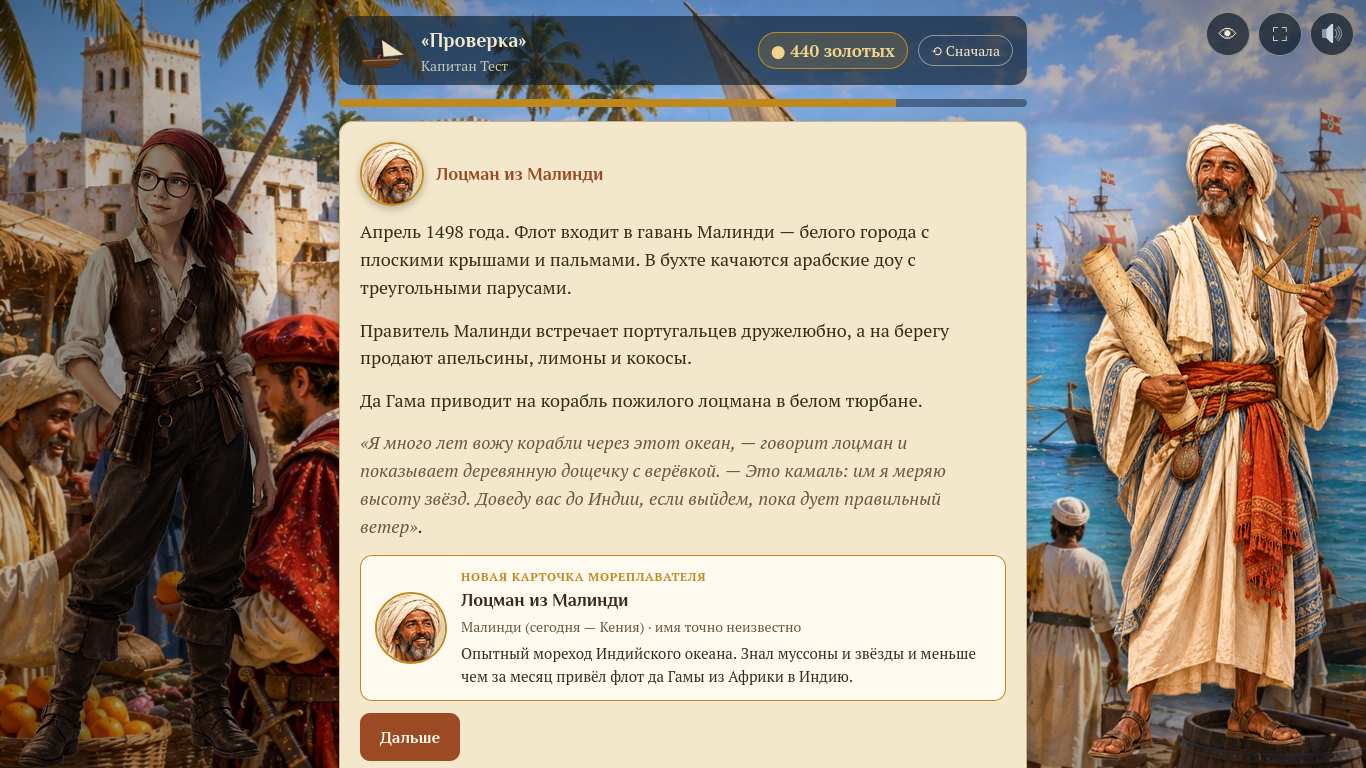 «Проверка»
Капитан Тест
440 золотых
⟲ Сначала
Лоцман из Малинди
Апрель 1498 года. Флот входит в гавань Малинди — белого города с
плоскими крышами и пальмами. В бухте качаются арабские доу с
треугольными парусами.
Правитель Малинди встречает португальцев дружелюбно, а на берегу
продают апельсины, лимоны и кокосы.
Да Гама приводит на корабль пожилого лоцмана в белом тюрбане.
«Я много лет вожу корабли через этот океан, — говорит лоцман и
показывает деревянную дощечку с верёвкой. — Это камаль: им я меряю
высоту звёзд. Доведу вас до Индии, если выйдем, пока дует правильный
ветер».
НОВАЯ КАРТОЧКА МОРЕПЛАВАТЕЛЯ
Лоцман из Малинди
Малинди (сегодня — Кения) · имя точно неизвестно
Опытный мореход Индийского океана. Знал муссоны и звёзды и меньше
чем за месяц привёл флот да Гамы из Африки в Индию.
Дальше